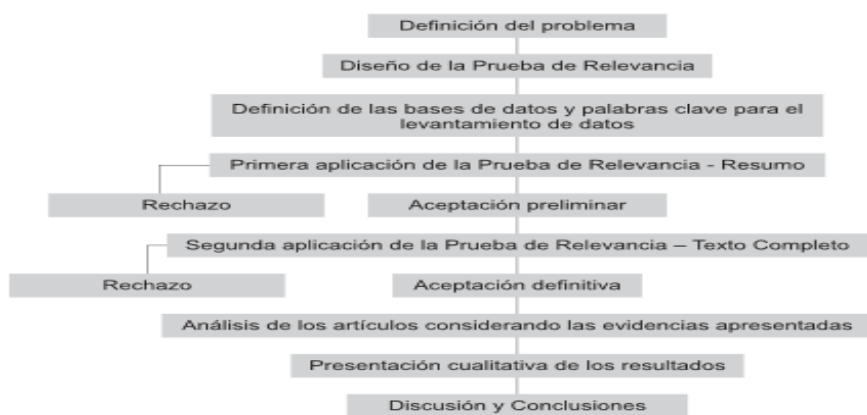 Definición del problema
Diseño de la Prueba de Relevancia
Definición de las bases de datos y palabras clave para el
levantamiento de datos
Primera aplicación de la Prueba de Relevancia - Resumo
Rechazo
Aceptación preliminar
Segunda aplicación de la Prueba de Relevancia – Texto Completo
Rechazo
Aceptación definitiva
Análisis de los artículos considerando las evidencias apresentadas
Presentación cualitativa de los resultados
Discusión y Conclusiones